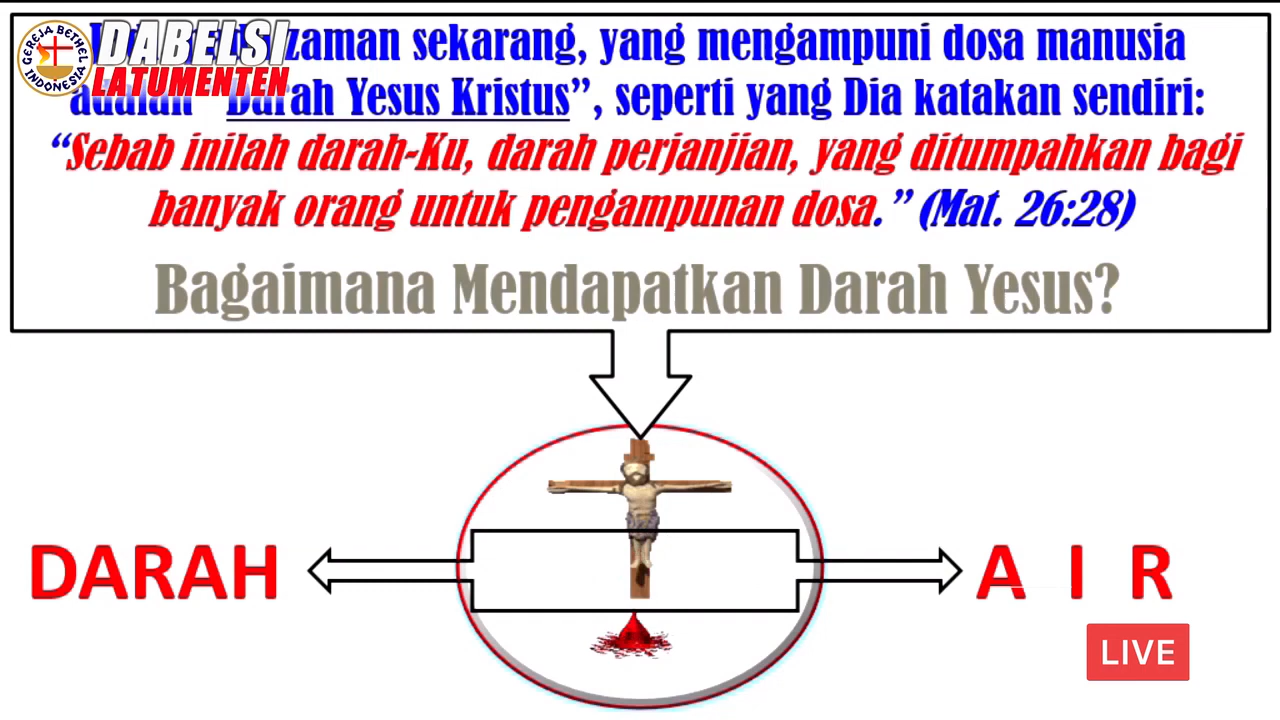 GEREJA BETHEL INDONESIA
DABELSI
LATUMENTEN
zaman sekarang, yang mengampuni dosa manusia
adalah “Darah Yesus Kristus”, seperti yang Dia katakan sendiri:
“Sebab inilah darah-Ku, darah perjanjian, yang ditumpahkan bagi
banyak orang untuk pengampunan dosa.” (Mat. 26:28)
Bagaimana Mendapatkan Darah Yesus?
DARAH
A I R
LIVE